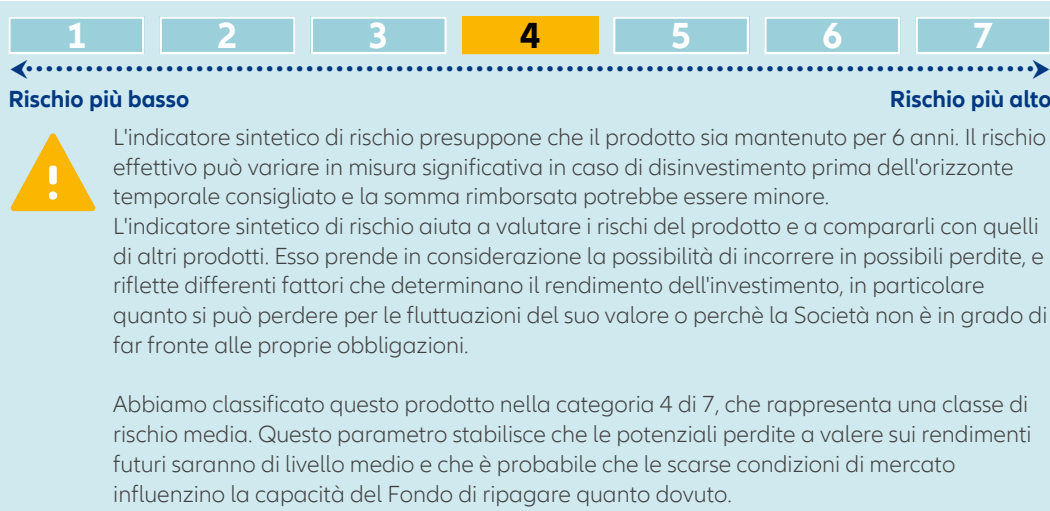 1 2 3 4 5 6 7
Rischio più basso Rischio più alto
L'indicatore sintetico di rischio presuppone che il prodotto sia mantenuto per 6 anni. Il rischio
effettivo può variare in misura significativa in caso di disinvestimento prima dell'orizzonte
temporale consigliato e la somma rimborsata potrebbe essere minore.
L'indicatore sintetico di rischio aiuta a valutare i rischi del prodotto e a compararli con quelli
di altri prodotti. Esso prende in considerazione la possibilità di incorrere in possibili perdite, e
riflette differenti fattori che determinano il rendimento dell'investimento, in particolare
quanto si può perdere per le fluttuazioni del suo valore o perchè la Società non è in grado di
far fronte alle proprie obbligazioni.
Abbiamo classificato questo prodotto nella categoria 4 di 7, che rappresenta una classe di
rischio media. Questo parametro stabilisce che le potenziali perdite a valere sui rendimenti
futuri saranno di livello medio e che è probabile che le scarse condizioni di mercato
influenzino la capacità del Fondo di ripagare quanto dovuto.